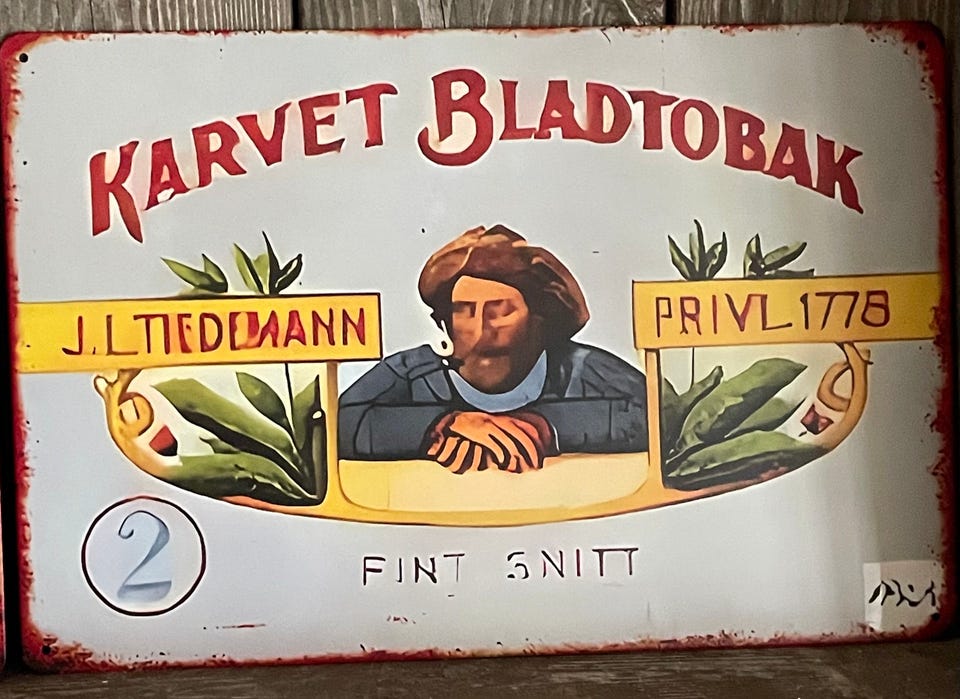 KARVET BLADTOBAK
J.L TIEDEMANN
PRIVL 1778
2
FINT SNITT